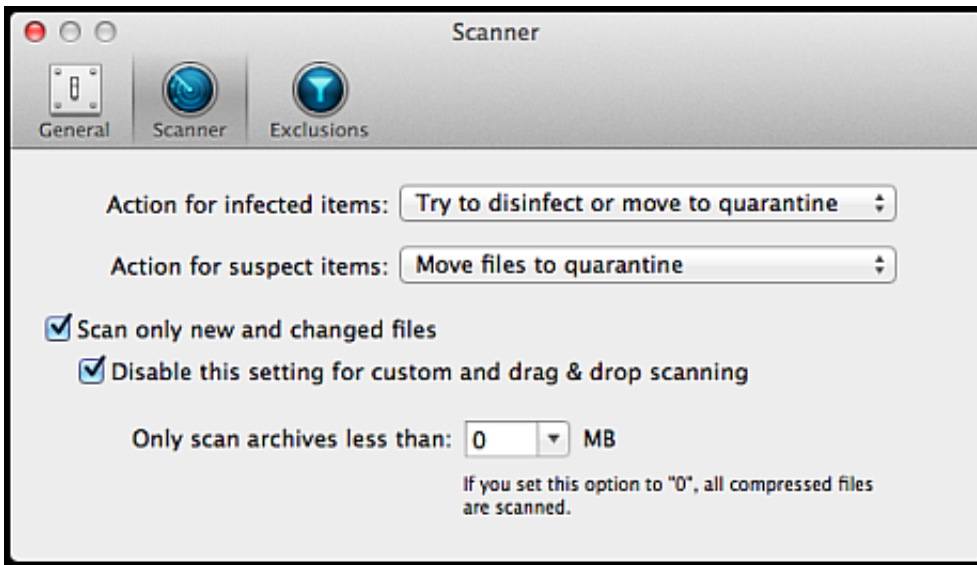 Scanner
General Scanner Exclusions
Action for infected items: Try to disinfect or move to quarantine
Action for suspect items: Move files to quarantine
Scan only new and changed files
Disable this setting for custom and drag & drop scanning
Only scan archives less than: 0 MB
If you set this option to "0", all compressed files
are scanned.